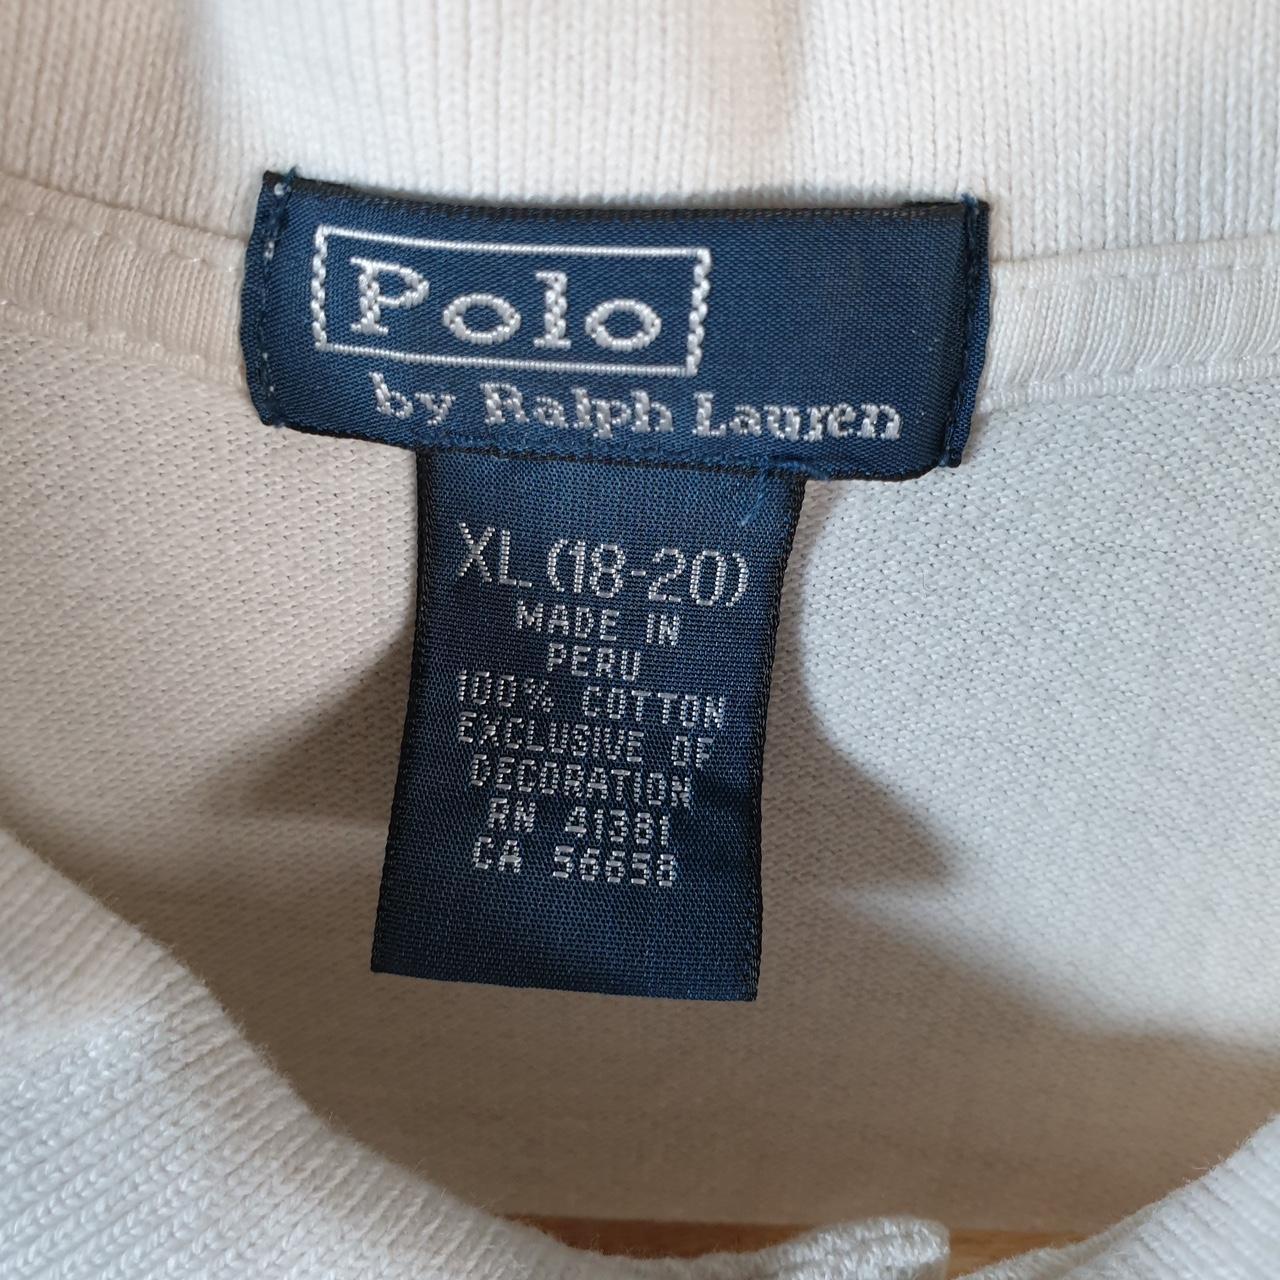 Polo
by Ralph Lauren
XL (18-20)
MADE IN
PERU
100% COTTON
EXCLUSIVE OF
DECORATION
RN 41381
CA 56658